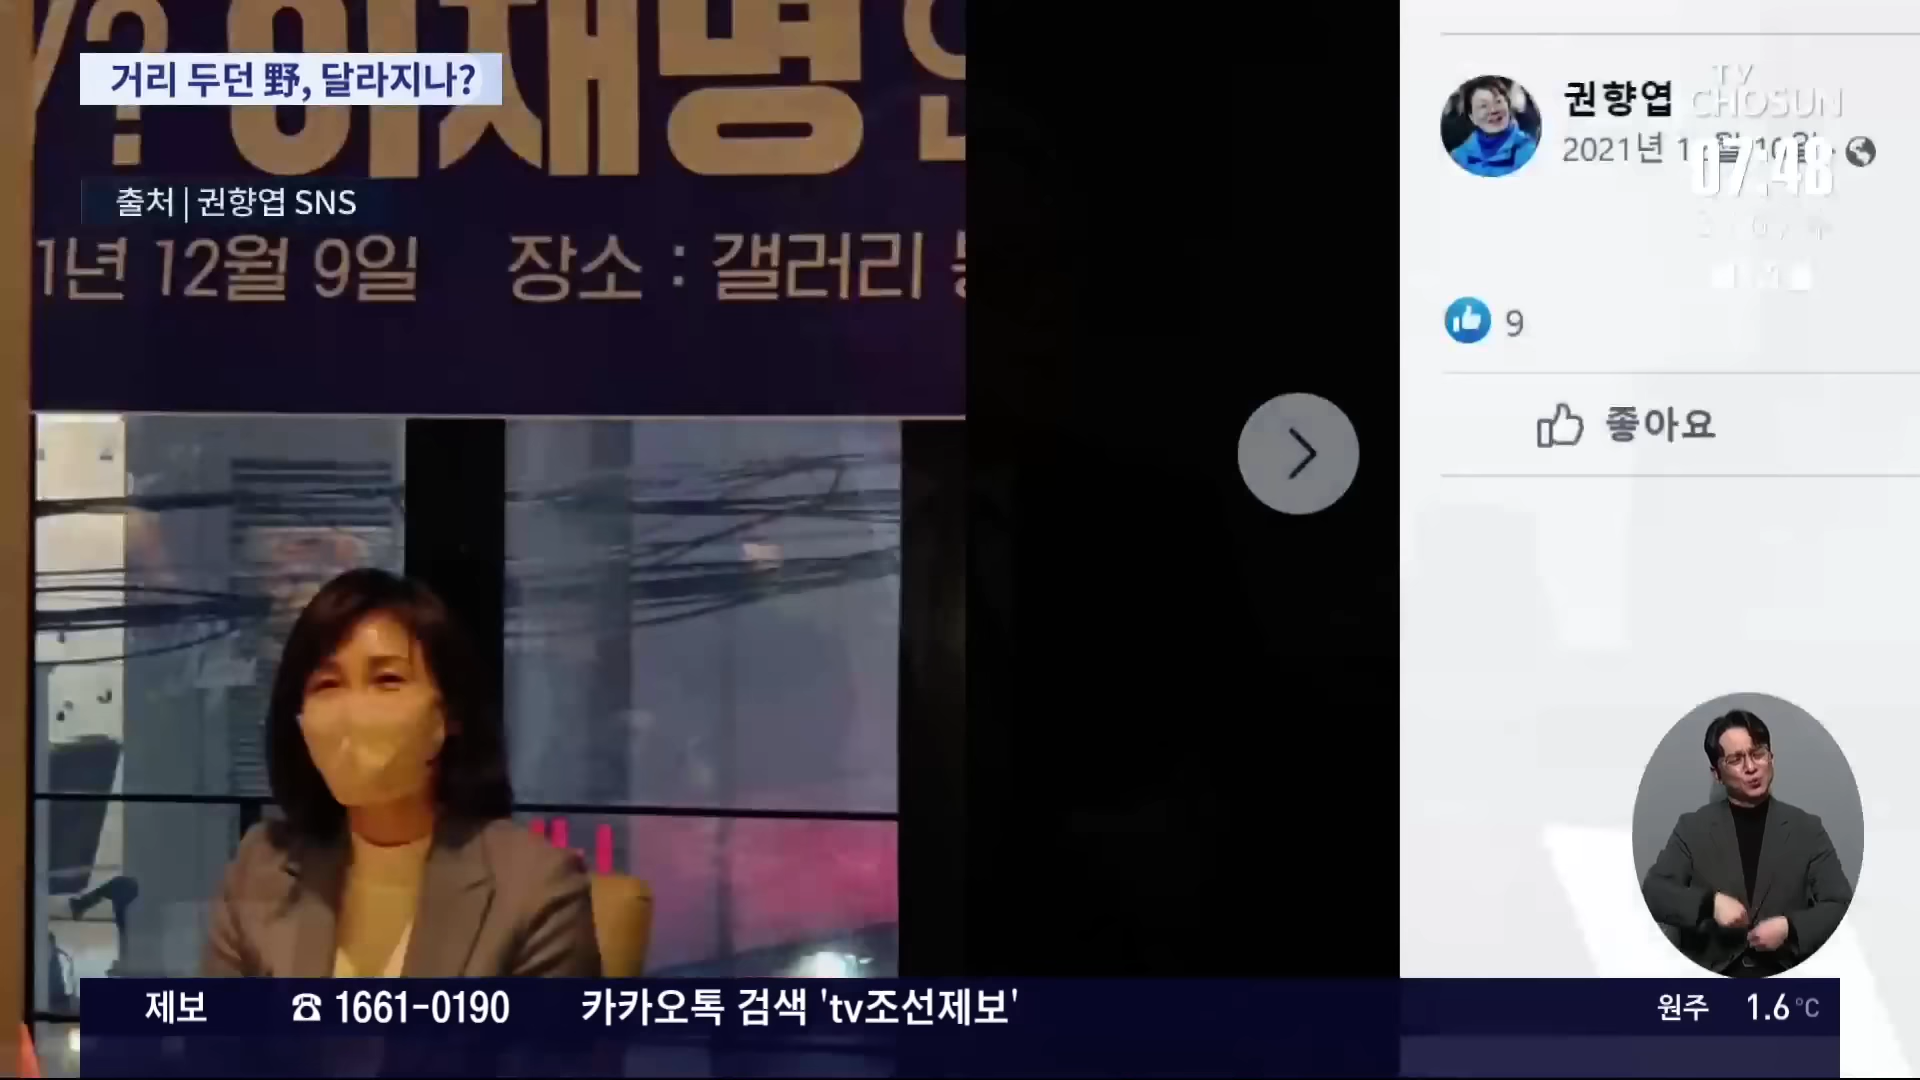 이재명
거리 두던 野, 달라지나?
출처 | 권향엽 SNS
1년 12월 9일 장소 : 갤러리
권향엽
2021년
TV
CHOSUN
07:48
9
좋아요
제보 ☎ 1661-0190 카카오톡 검색 'tv조선제보'
원주 1.6 °C